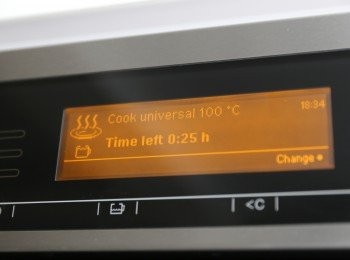 Cook universal 100 °C 18:34
Time left 0:25 h
Change
<C